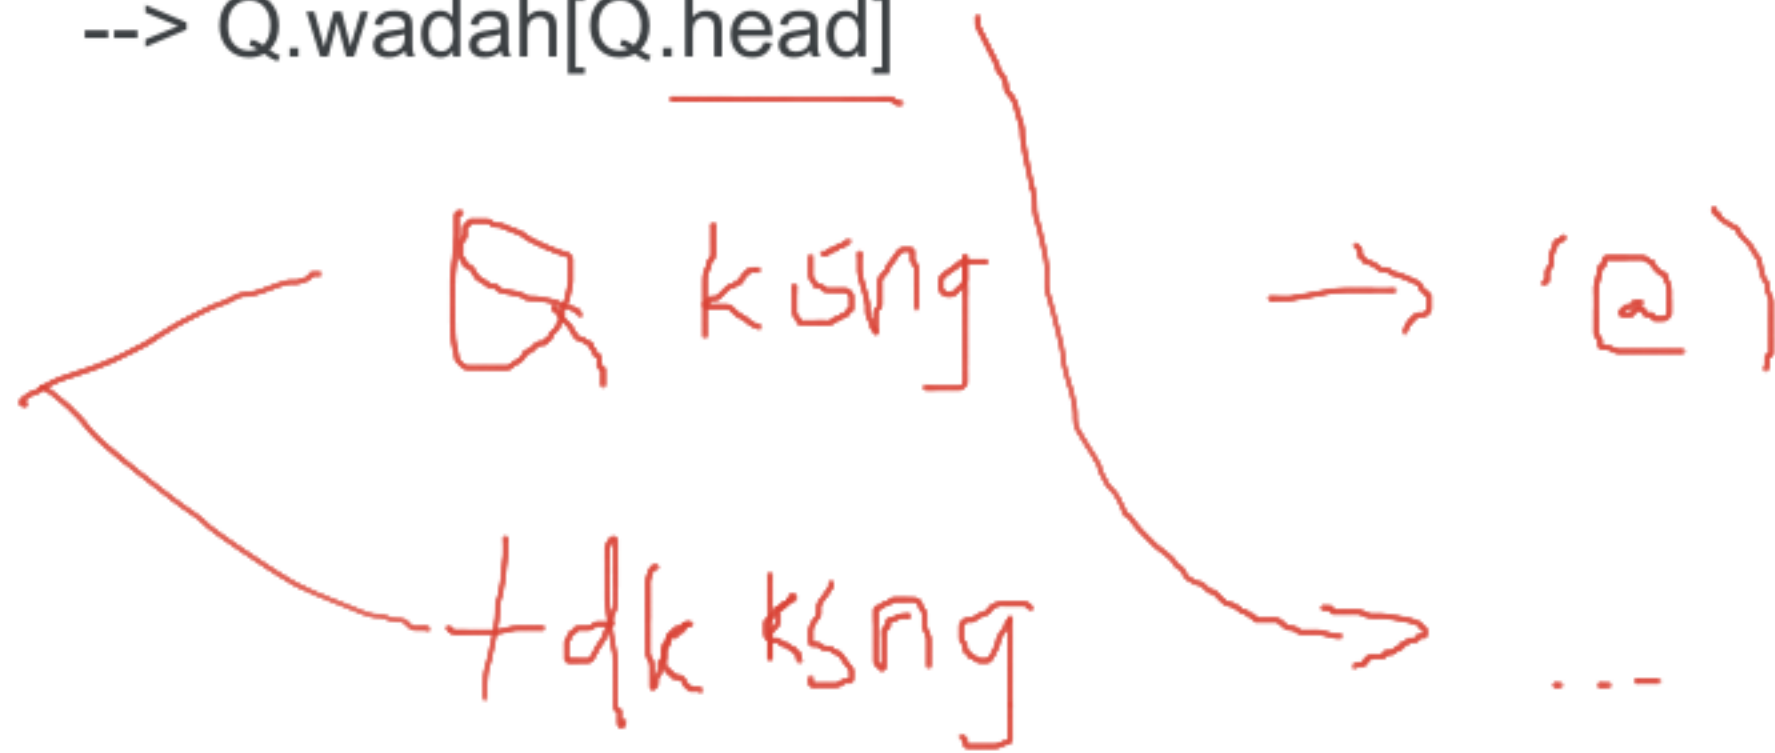 --> Q.wadah[Q.head]
Q ksng → '@'
tdk ksng → ...